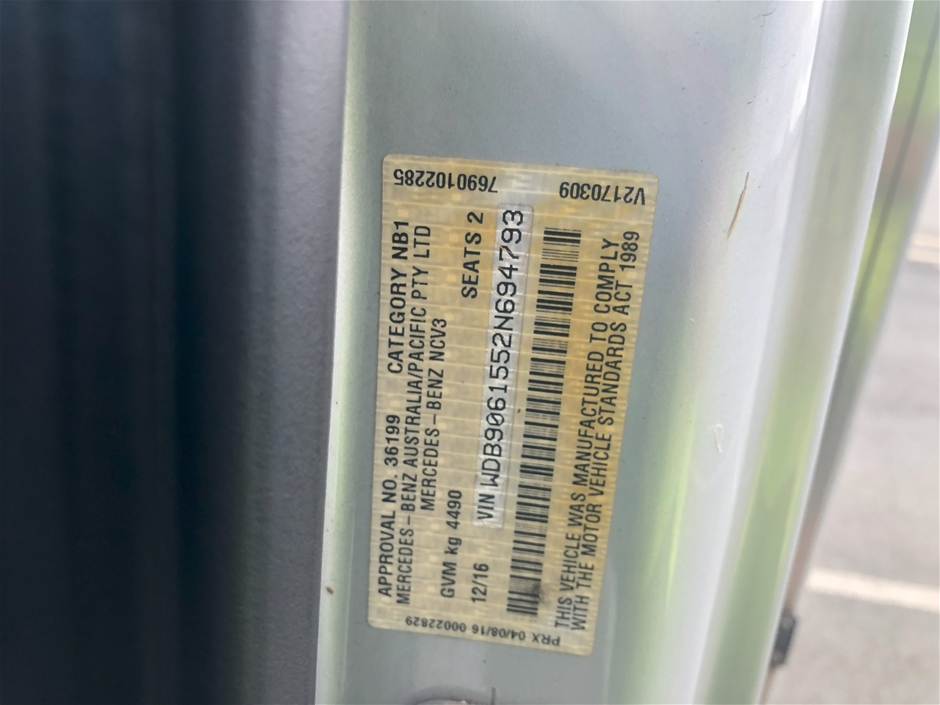 APPROVAL NO. 36199 CATEGORY NB1
MERCEDES-BENZ AUSTRALIA/PACIFIC PTY LTD
MERCEDES-BENZ NCV3
GVM kg 4490 SEATS 2
12/16 VIN WDB9061552N694793
THIS VEHICLE WAS MANUFACTURED TO COMPLY
WITH THE MOTOR VEHICLE STANDARDS ACT 1989
7690102285 V2170309
PRX 04/08/16 00022829